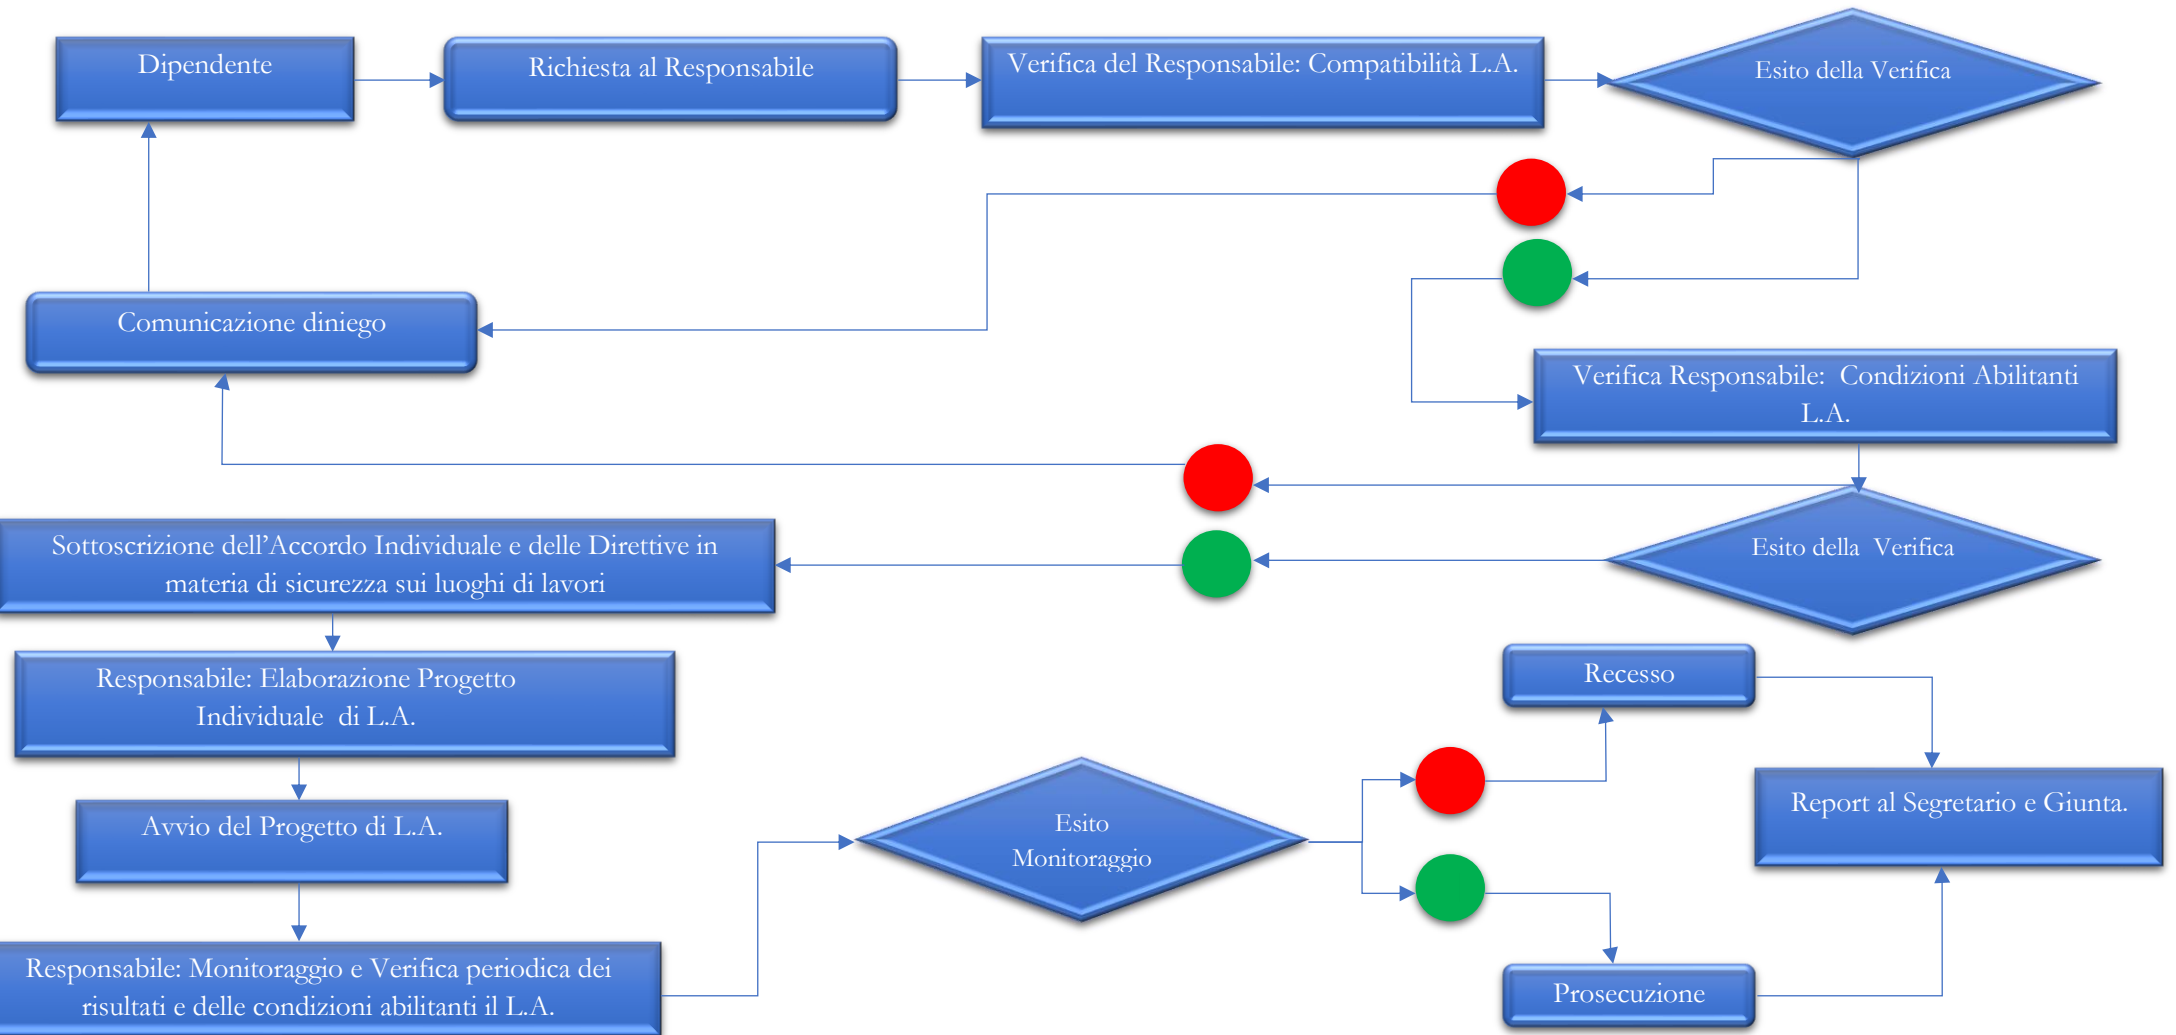 Dipendente
Richiesta al Responsabile
Verifica del Responsabile: Compatibilità L.A.
Esito della Verifica
Comunicazione diniego
Verifica Responsabile: Condizioni Abilitanti
L.A.
Esito della Verifica
Sottoscrizione dell'Accordo Individuale e delle Direttive in
materia di sicurezza sui luoghi di lavori
Responsabile: Elaborazione Progetto
Individuale di L.A.
Avvio del Progetto di L.A.
Responsabile: Monitoraggio e Verifica periodica dei
risultati e delle condizioni abilitanti il L.A.
Esito
Monitoraggio
Recesso
Report al Segretario e Giunta.
Prosecuzione